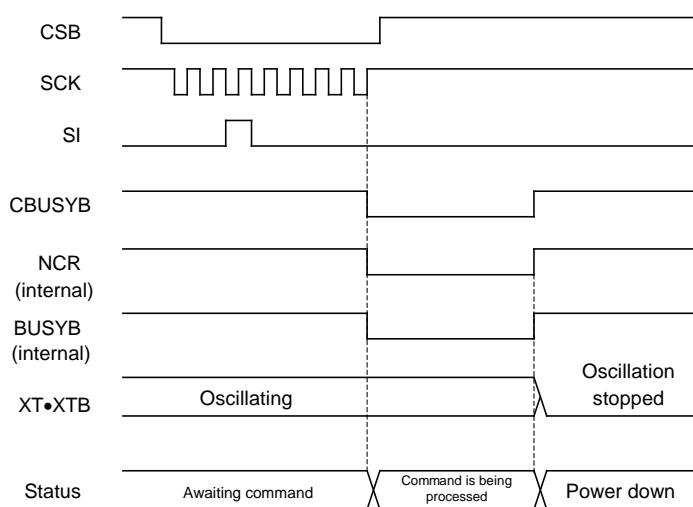 CSB
SCK
SI
CBUSYB
NCR
(internal)
BUSYB
(internal)
XT•XTB
Oscillating
Oscillation
stopped
Status
Awaiting command
Command is being
processed
Power down